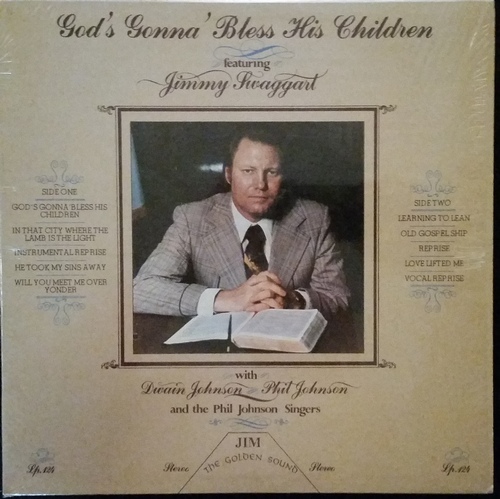 God's Gonna' Bless His Children
featuring
Jimmy Swaggart
SIDE ONE
GOD'S GONNA' BLESS HIS
CHILDREN
IN THAT CITY WHERE THE
LAMB IS THE LIGHT
INSTRUMENTAL REPRISE
HE TOOK MY SINS AWAY
WILL YOU MEET ME OVER
YONDER
SIDE TWO
LEARNING TO LEAN
OLD GOSPEL SHIP
REPRISE
LOVE LIFTED ME
VOCAL REPRISE
with
Dwain Johnson Phil Johnson
and the Phil Johnson Singers
JIM
THE GOLDEN SOUND
Lp.124 Stereo Stereo Lp.124